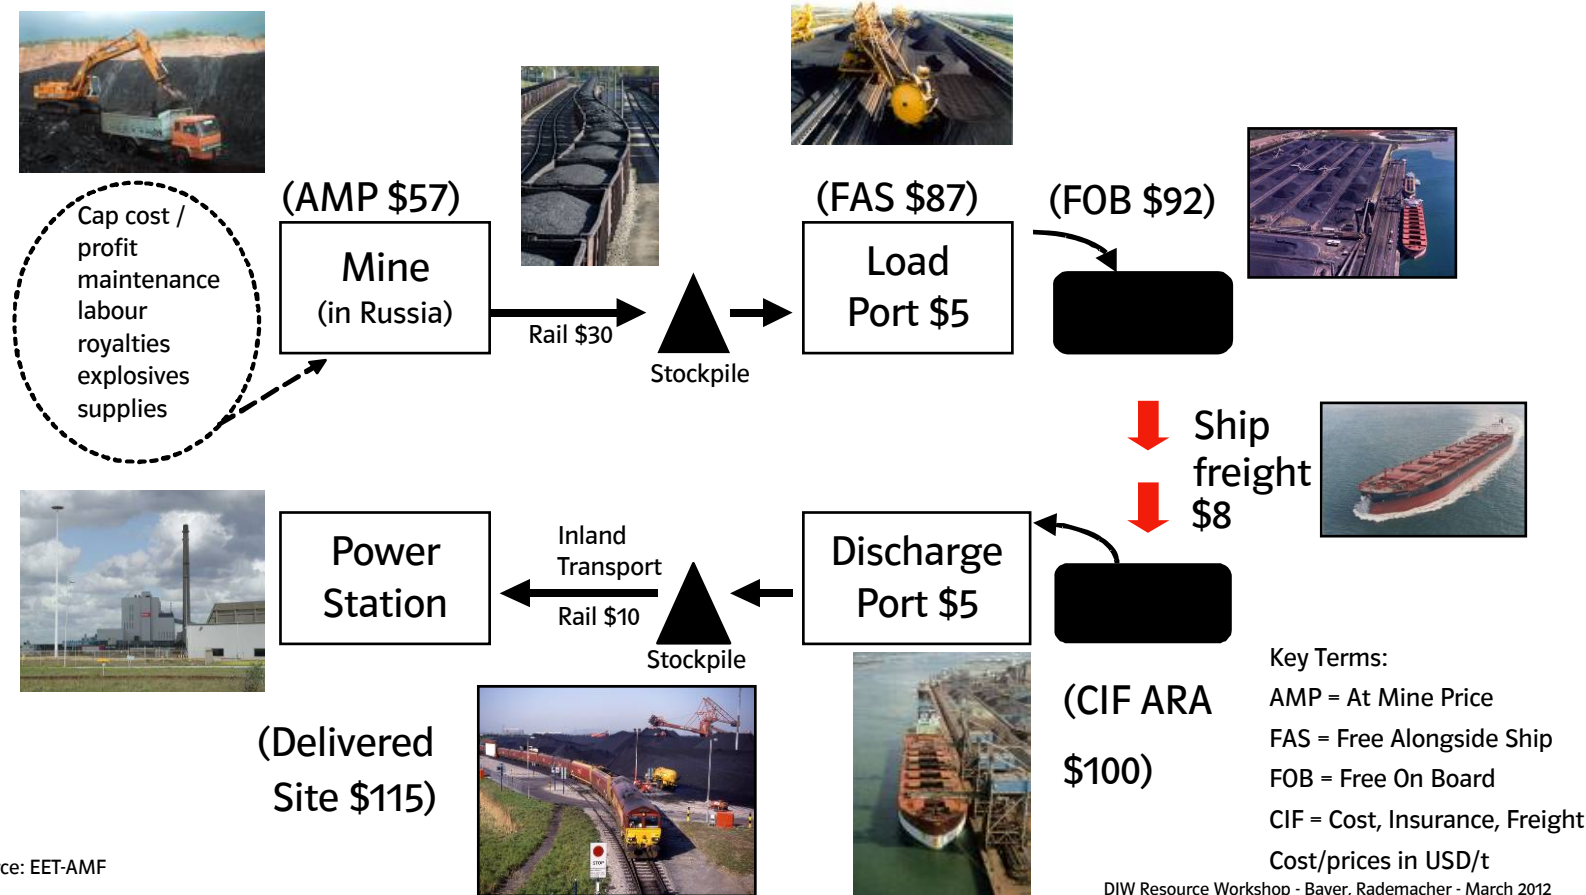 Cap cost /
profit
maintenance
labour
royalties
explosives
supplies
(AMP $57)
Mine
(in Russia)
Rail $30
Stockpile
(FAS $87)
Load
Port $5
(FOB $92)
Ship
freight
$8
Discharge
Port $5
(CIF ARA
$100)
Stockpile
Inland
Transport
Rail $10
Power
Station
(Delivered
Site $115)
STOP
Key Terms:
AMP = At Mine Price
FAS = Free Alongside Ship
FOB = Free On Board
CIF = Cost, Insurance, Freight
Cost/prices in USD/t
rce: EET-AMF
DIW Resource Workshop - Bayer, Rademacher - March 2012